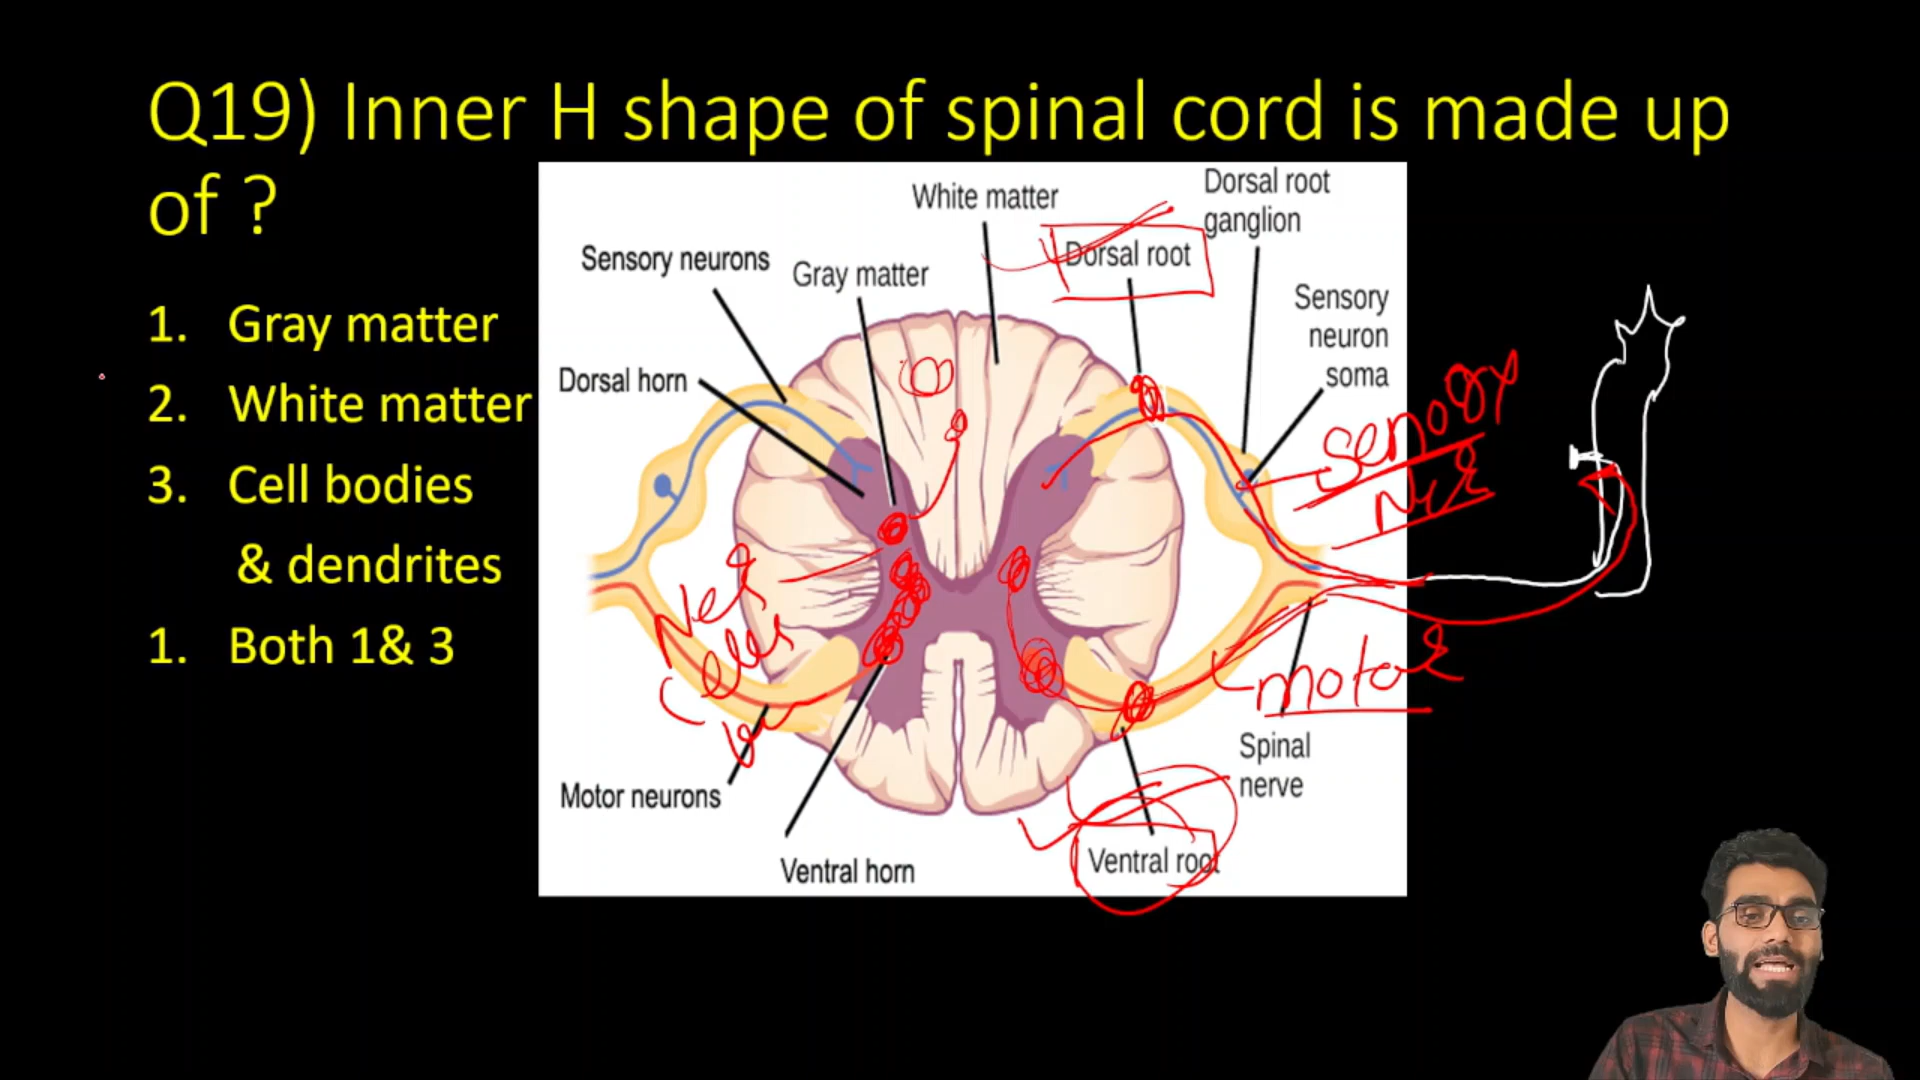 Q19) Inner H shape of spinal cord is made up
of ?
1. Gray matter
2. White matter
3. Cell bodies
& dendrites
1. Both 1& 3
White matter
Dorsal root
ganglion
Dorsal root
Sensory neurons
Gray matter
Sensory
neuron
soma
Dorsal horn
Motor neurons
Ventral horn
Ventral root
Spinal
nerve
motor